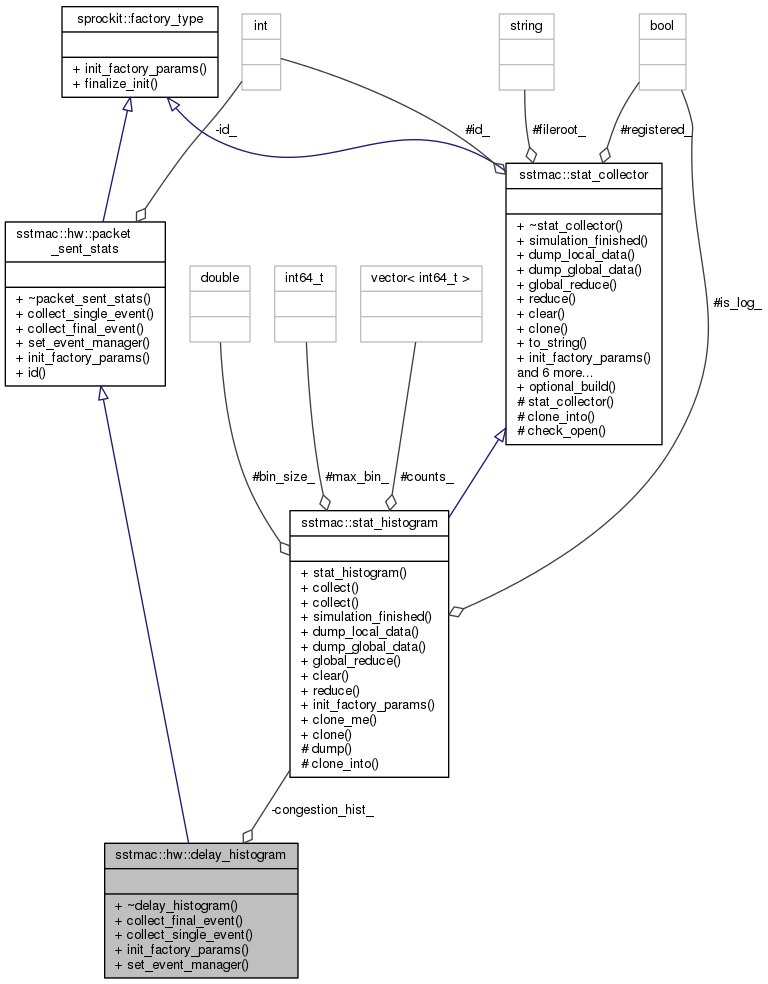 sprockit::factory_type
+ init_factory_params()
+ finalize_init()
int
string
bool
-id_
#id_
#fileroot_
#registered_
sstmac::stat_collector
+ ~stat_collector()
+ simulation_finished()
+ dump_local_data()
+ dump_global_data()
+ global_reduce()
+ reduce()
+ clear()
+ clone()
+ to_string()
+ init_factory_params()
and 6 more...
+ optional_build()
# stat_collector()
# clone_into()
# check_open()
sstmac::hw::packet
_sent_stats
+ ~packet_sent_stats()
+ collect_single_event()
+ collect_final_event()
+ set_event_manager()
+ init_factory_params()
+ id()
double
int64_t
vector< int64_t >
#is_log_
#bin_size_
#max_bin_
#counts_
sstmac::stat_histogram
+ stat_histogram()
+ collect()
+ collect()
+ simulation_finished()
+ dump_local_data()
+ dump_global_data()
+ global_reduce()
+ clear()
+ reduce()
+ init_factory_params()
+ clone_me()
+ clone()
# dump()
# clone_into()
-congestion_hist_
sstmac::hw::delay_histogram
+ ~delay_histogram()
+ collect_final_event()
+ collect_single_event()
+ init_factory_params()
+ set_event_manager()